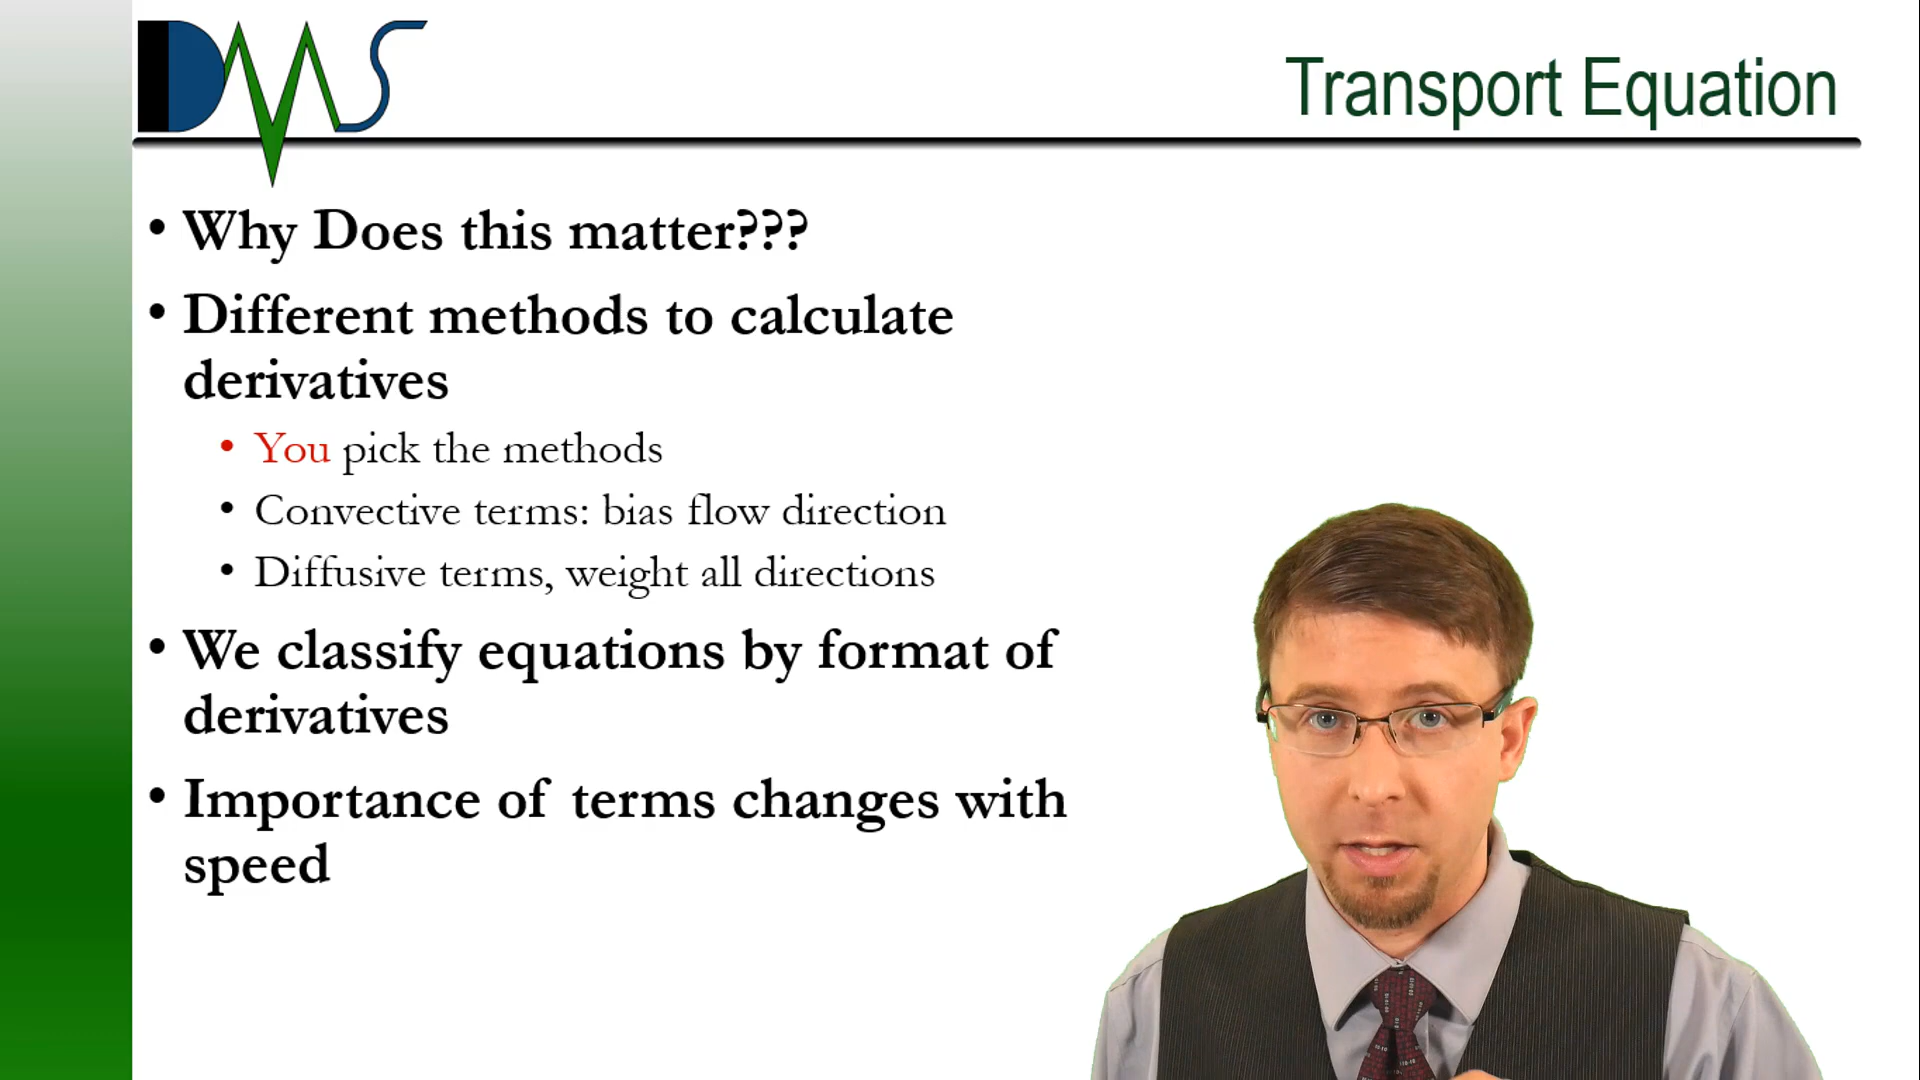 DMS
Transport Equation
• Why Does this matter???
• Different methods to calculate
derivatives
• You pick the methods
• Convective terms: bias flow direction
• Diffusive terms, weight all directions
• We classify equations by format of
derivatives
• Importance of terms changes with
speed